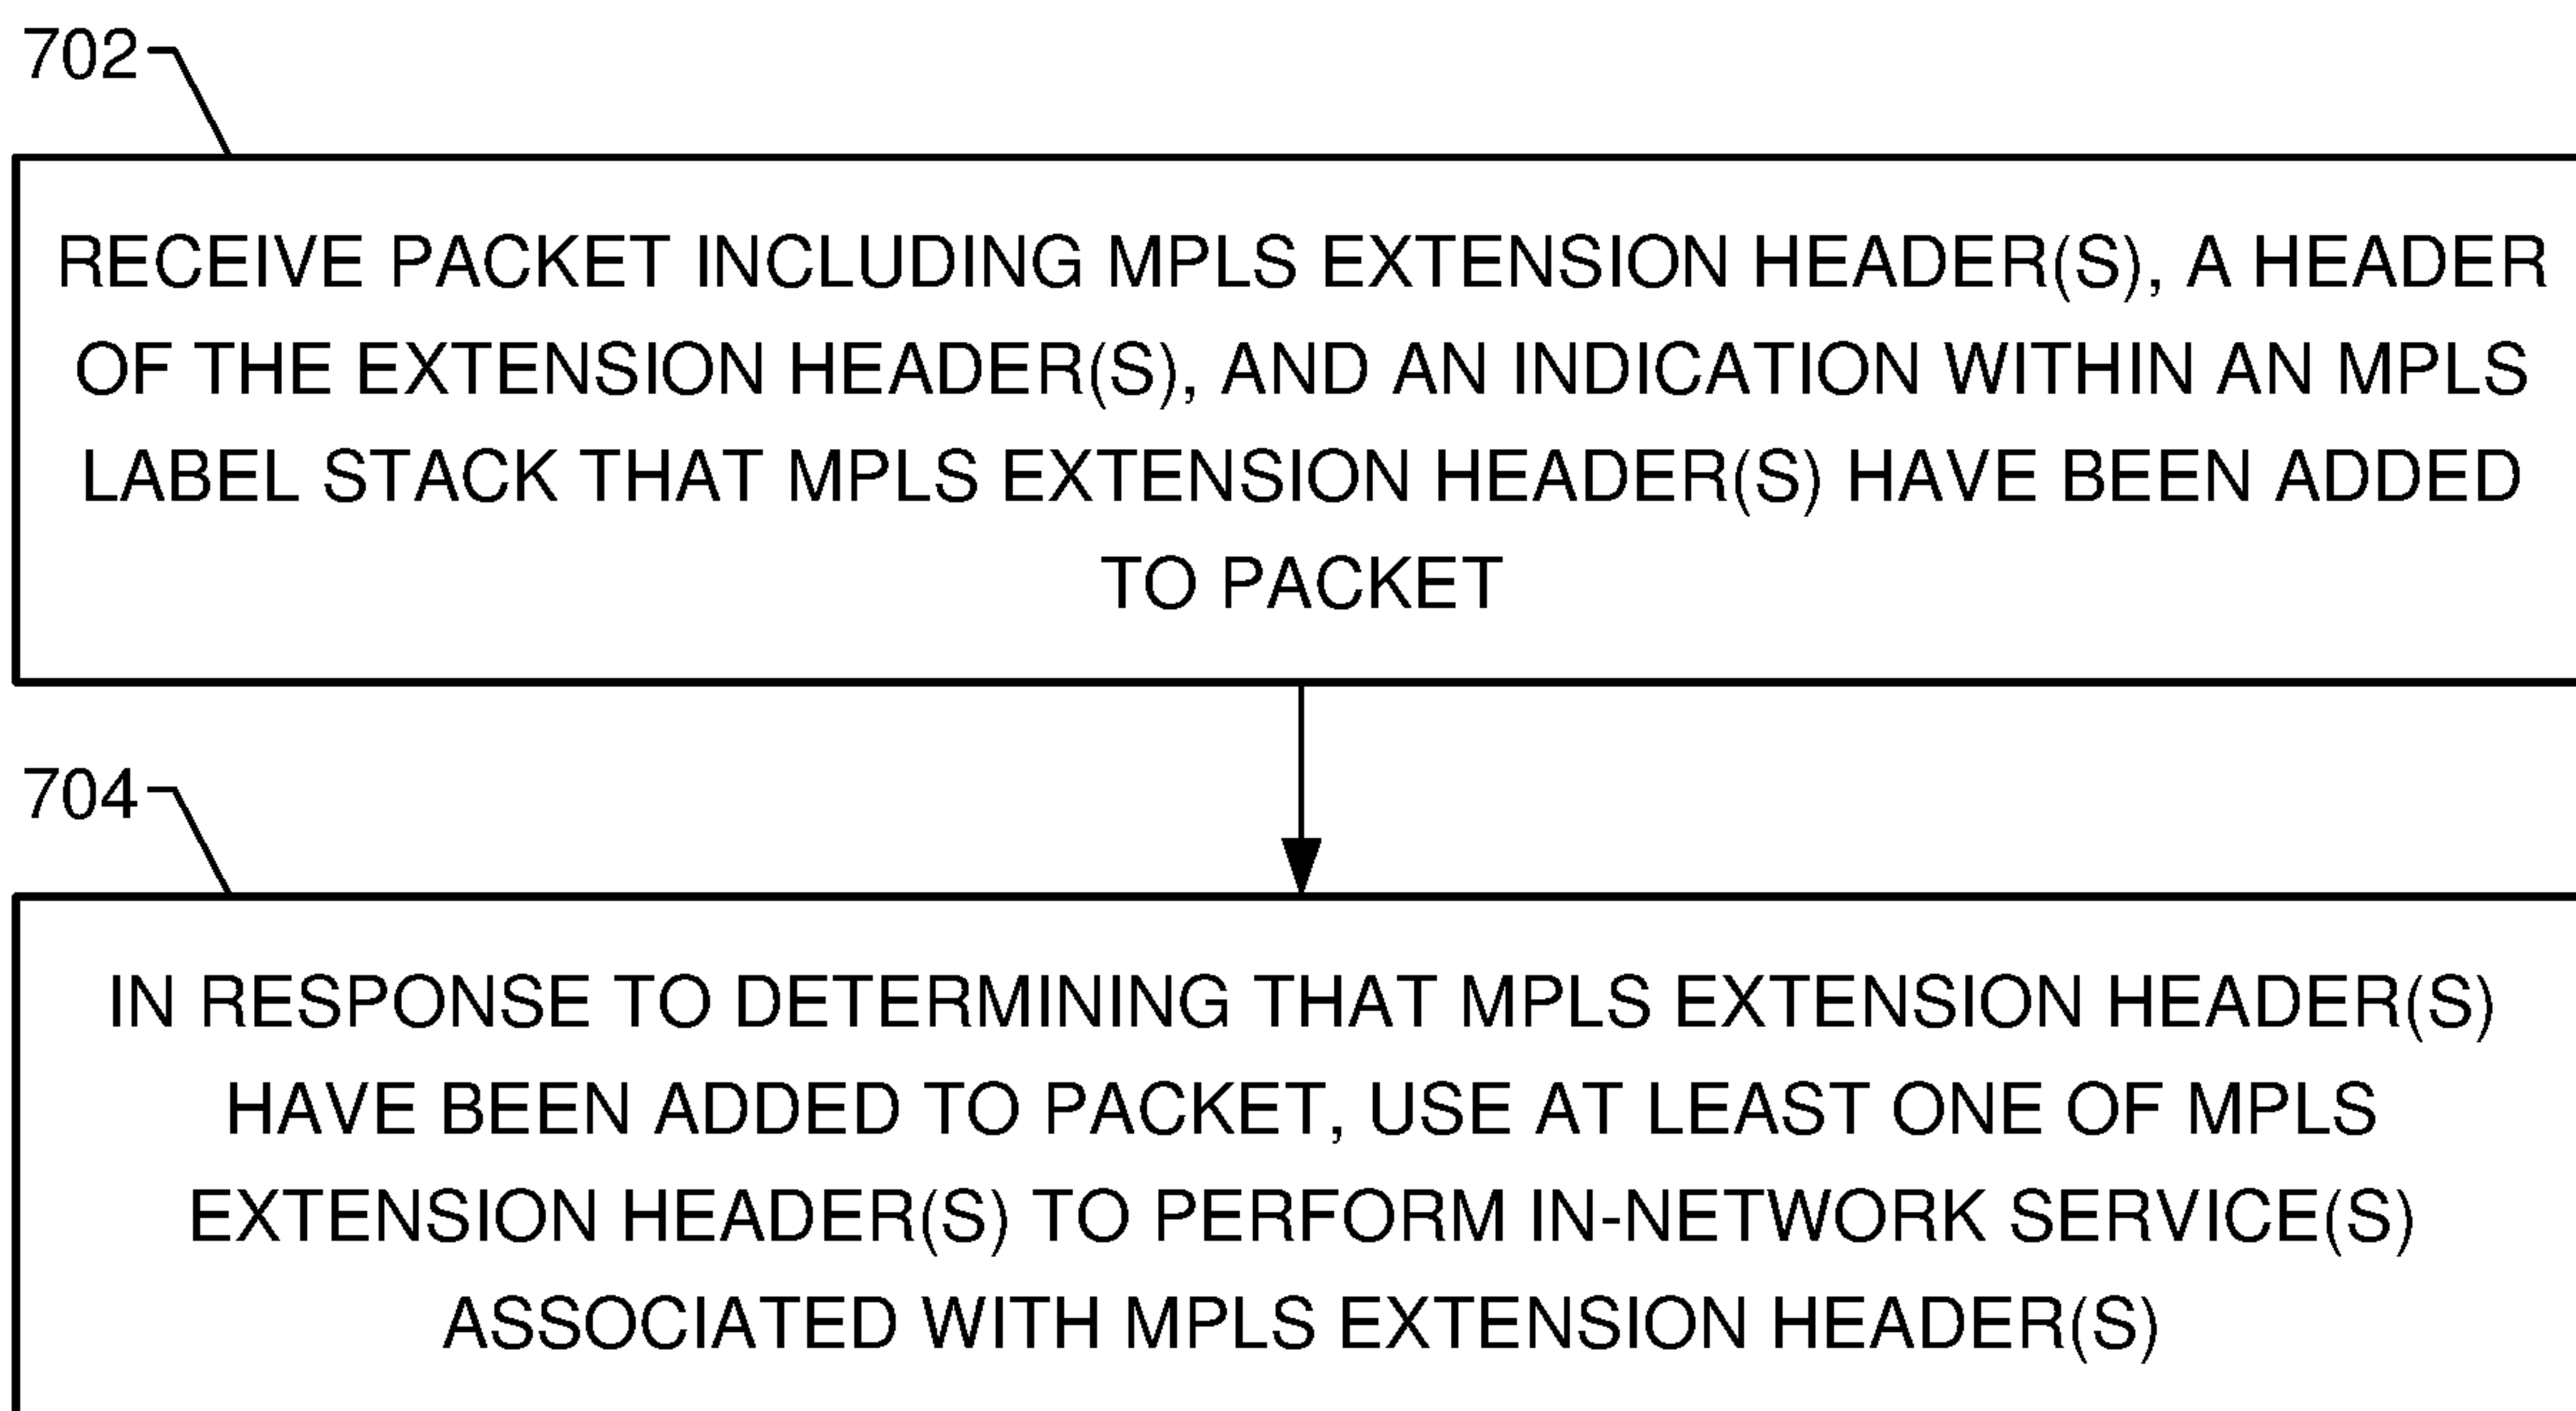 702
RECEIVE PACKET INCLUDING MPLS EXTENSION HEADER(S), A HEADER
OF THE EXTENSION HEADER(S), AND AN INDICATION WITHIN AN MPLS
LABEL STACK THAT MPLS EXTENSION HEADER(S) HAVE BEEN ADDED
TO PACKET
704
IN RESPONSE TO DETERMINING THAT MPLS EXTENSION HEADER(S)
HAVE BEEN ADDED TO PACKET, USE AT LEAST ONE OF MPLS
EXTENSION HEADER(S) TO PERFORM IN-NETWORK SERVICE(S)
ASSOCIATED WITH MPLS EXTENSION HEADER(S)